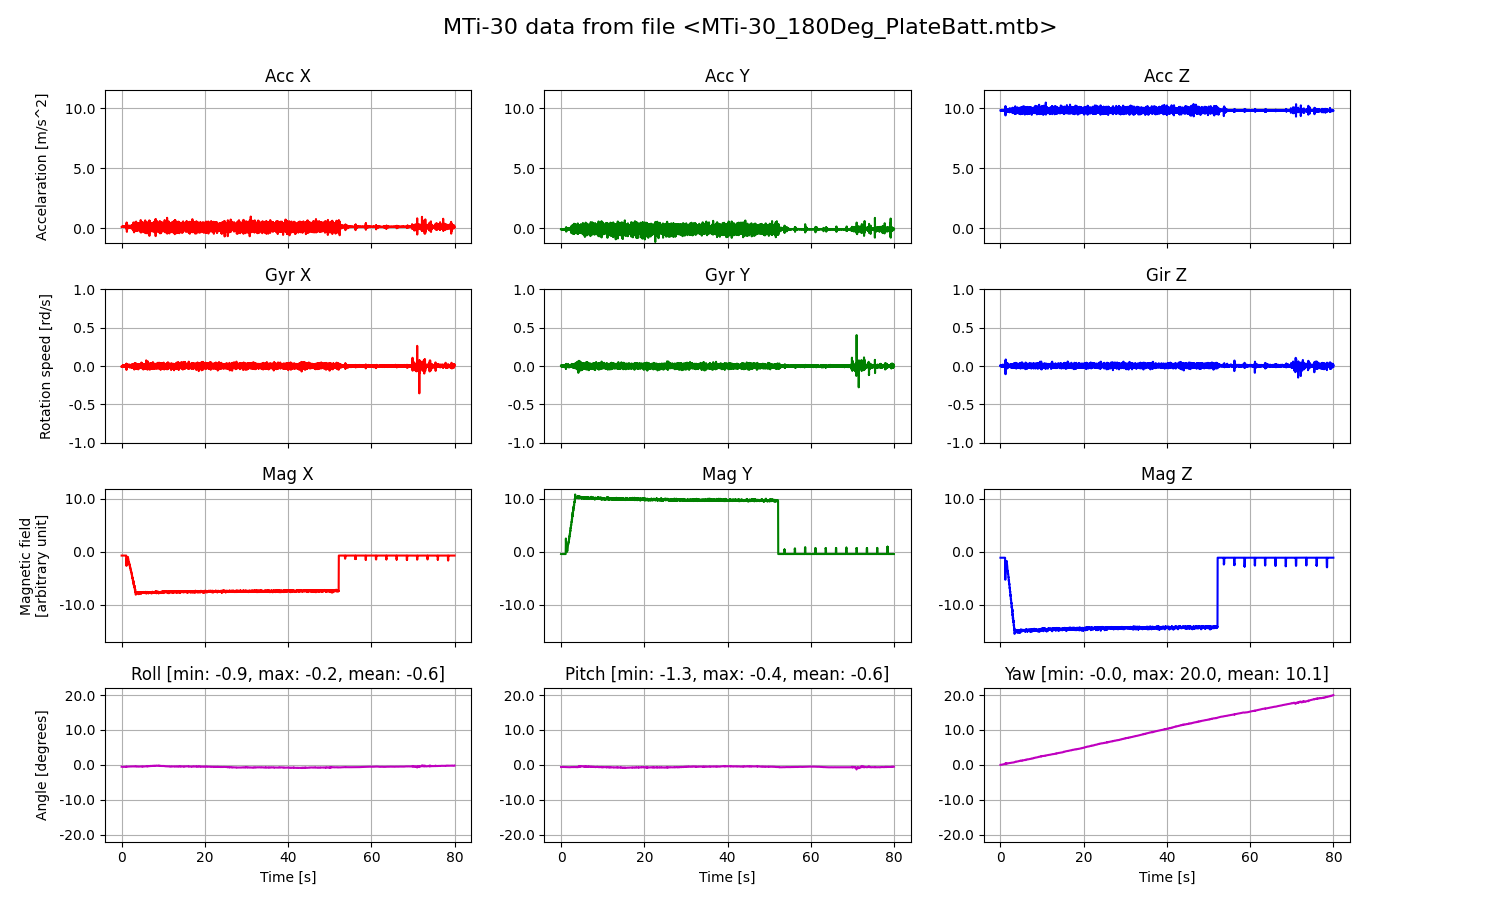 MTi-30 data from file <MTi-30_180Deg_PlateBatt.mtb>
Acc X
Acc Y
Acc Z
Accelaration [m/s^2]
10.0
5.0
0.0
10.0
5.0
0.0
10.0
5.0
0.0
Gyr X
Gyr Y
Gir Z
Rotation speed [rd/s]
1.0
0.5
0.0
-0.5
-1.0
1.0
0.5
0.0
-0.5
-1.0
1.0
0.5
0.0
-0.5
-1.0
Mag X
Mag Y
Mag Z
Magnetic field
[arbitrary unit]
10.0
0.0
-10.0
10.0
0.0
-10.0
10.0
0.0
-10.0
Roll [min: -0.9, max: -0.2, mean: -0.6]
Pitch [min: -1.3, max: -0.4, mean: -0.6]
Yaw [min: -0.0, max: 20.0, mean: 10.1]
Angle [degrees]
20.0
10.0
0.0
-10.0
-20.0
20.0
10.0
0.0
-10.0
-20.0
20.0
10.0
0.0
-10.0
-20.0
0 20 40 60 80
0 20 40 60 80
0 20 40 60 80
Time [s]
Time [s]
Time [s]